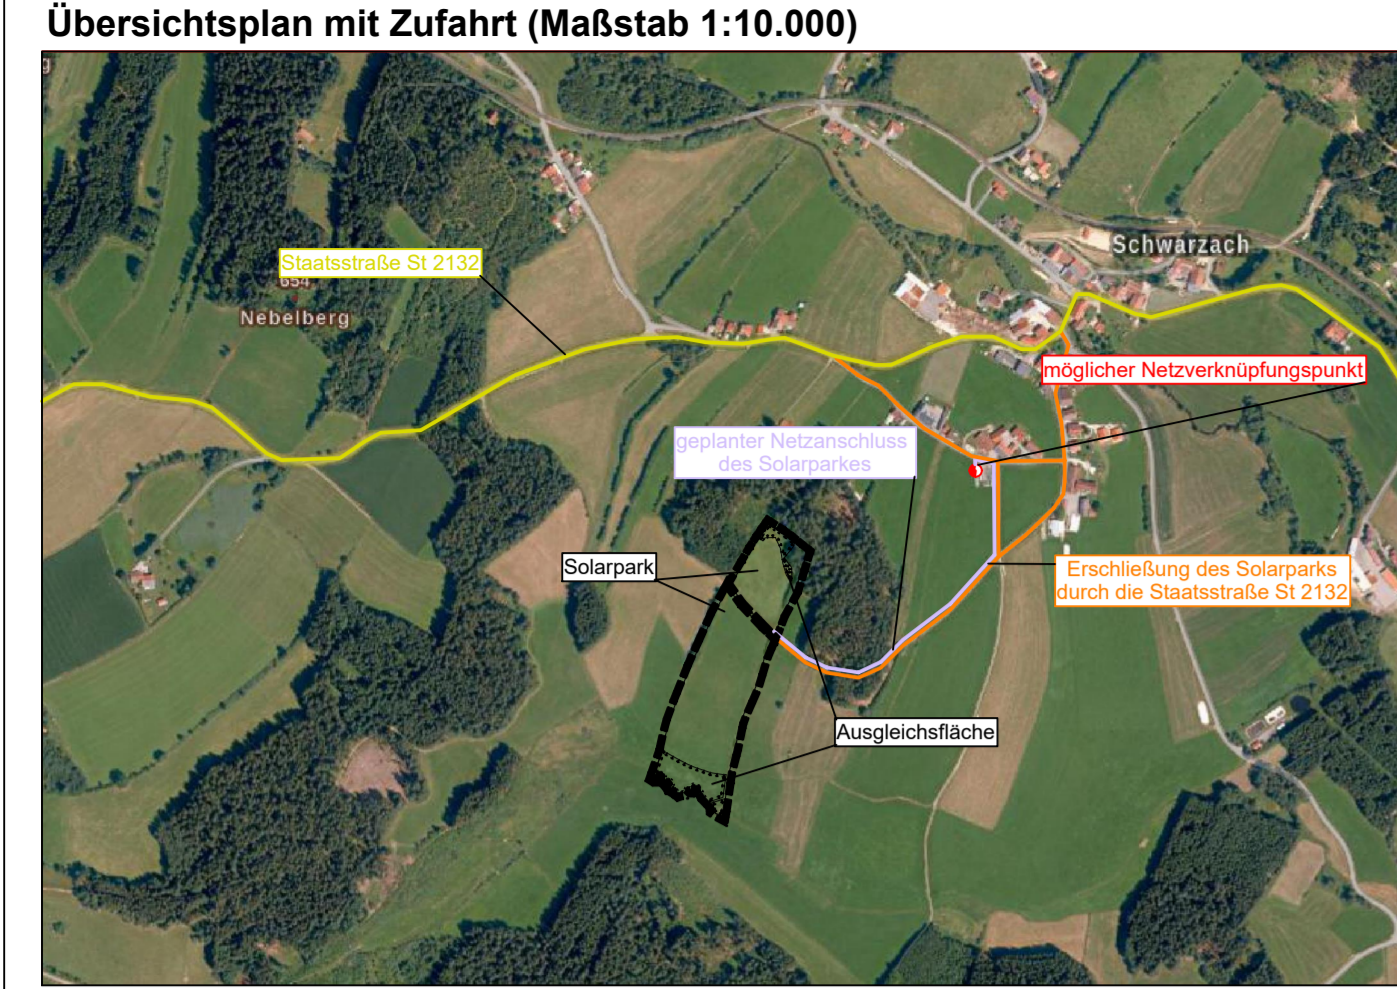 Übersichtsplan mit Zufahrt (Maßstab 1:10.000)
g
Schwarzach
Staatsstraße St 2132
654
Nebelberg
möglicher Netzverknüpfungspunkt
geplanter Netzanschluss
des Solarparkes
Solarpark
Erschließung des Solarparks
durch die Staatsstraße St 2132
Ausgleichsfläche